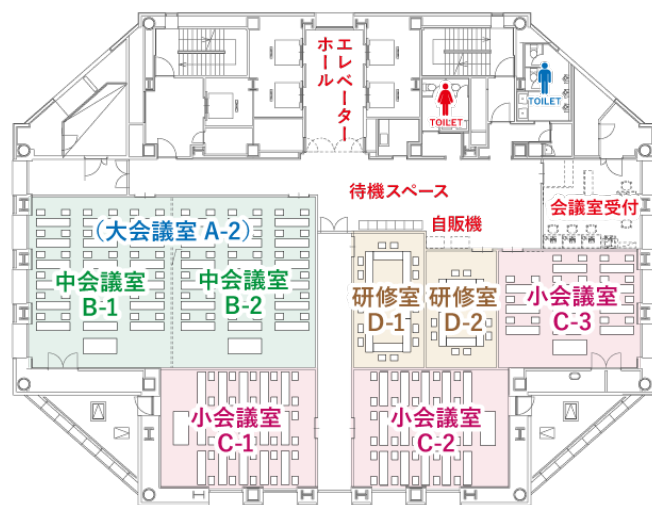 エレベーター
ホール
TOILET
TOILET
待機スペース
会議室受付
自販機
（大会議室 A-2）
中会議室
B-1
中会議室
B-2
研修室
D-1
研修室
D-2
小会議室
C-3
小会議室
C-1
小会議室
C-2